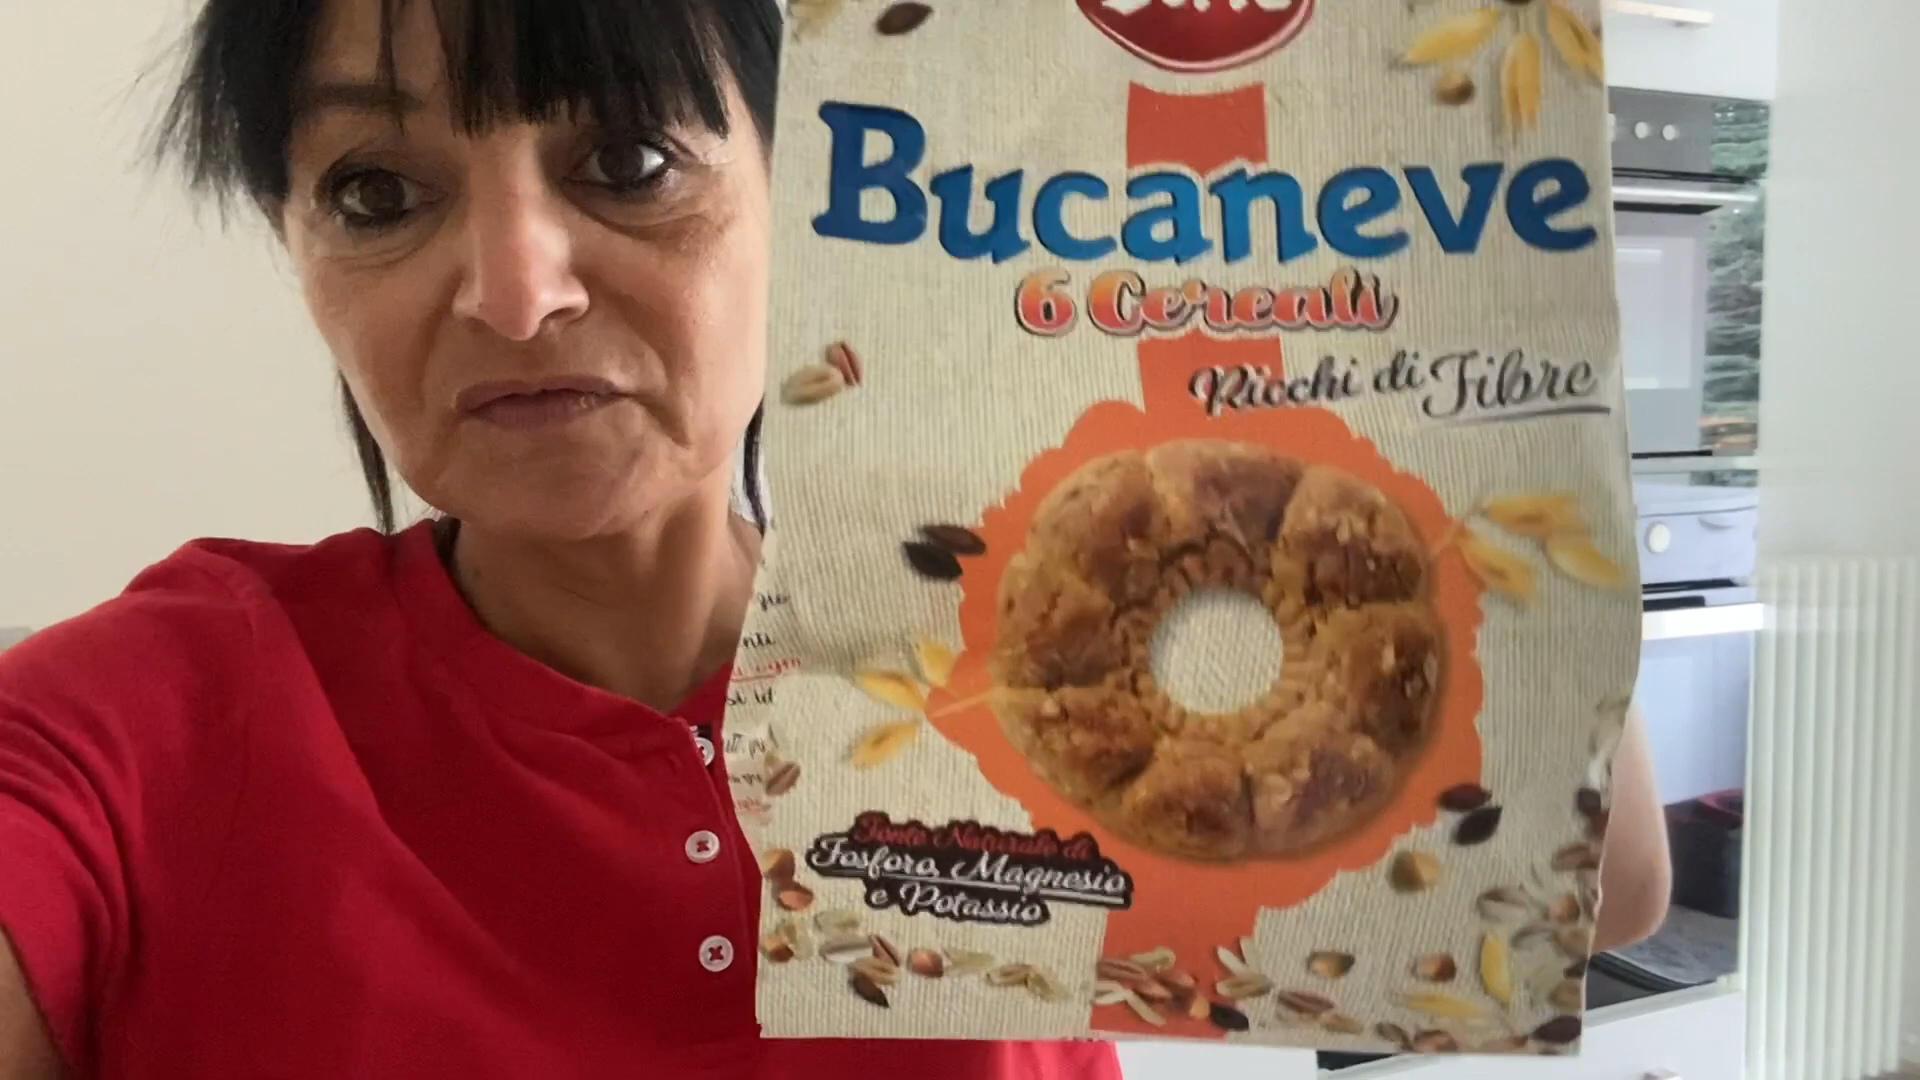 Bucaneve
6 Cereali
Ricchi di Fibre
Fonte Naturale di
Fosforo, Magnesio
e Potassio